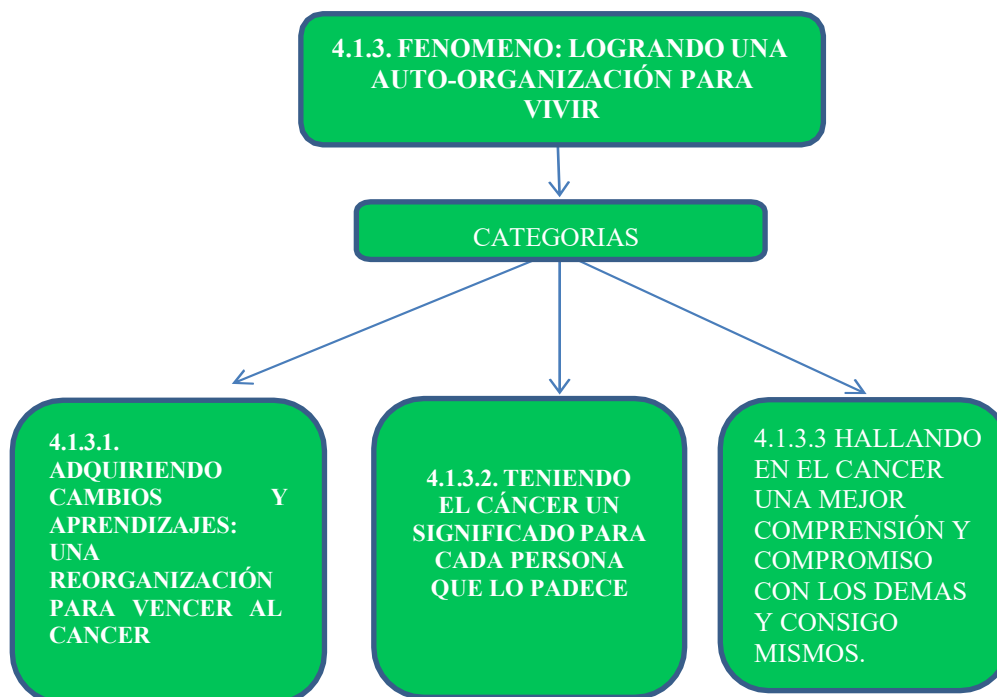 4.1.3. FENOMENO: LOGRANDO UNA
AUTO-ORGANIZACIÓN PARA
VIVIR
CATEGORIAS
4.1.3.1.
ADQUIRIENDO
CAMBIOS Y
APRENDIZAJES:
UNA
REORGANIZACIÓN
PARA VENCER AL
CANCER
4.1.3.2. TENIENDO
EL CÁNCER UN
SIGNIFICADO PARA
CADA PERSONA
QUE LO PADECE
4.1.3.3 HALLANDO
EN EL CANCER
UNA MEJOR
COMPRENSIÓN Y
COMPROMISO
CON LOS DEMAS
Y CONSIGO
MISMOS.